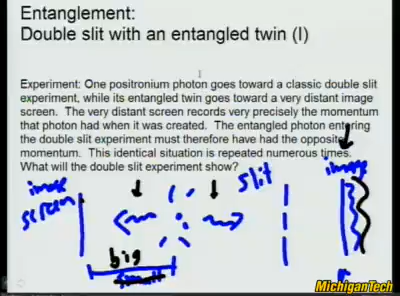 Entanglement:
Double slit with an entangled twin (I)
Experiment: One positronium photon goes toward a classic double slit
experiment, while its entangled twin goes toward a very distant image
screen. The very distant screen records very precisely the momentum
that photon had when it was created. The entangled photon entering
the double slit experiment must therefore have had the opposite
momentum. This identical situation is repeated numerous times.
What will the double slit experiment show?
image
screen
slit
image
big
small
MichiganTech